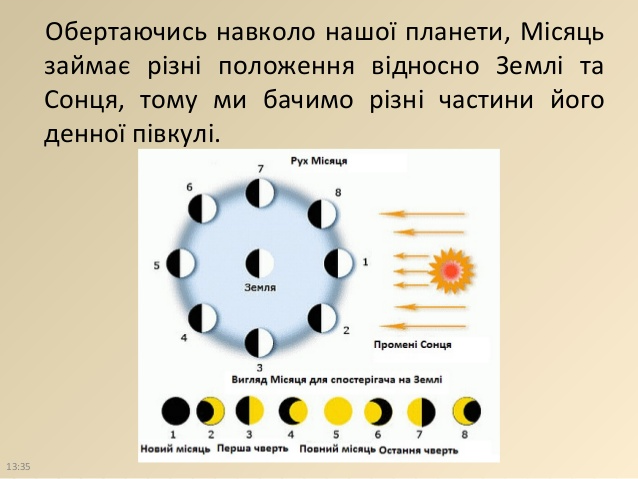 Обертаючись навколо нашої планети, Місяць
займає різні положення відносно Землі та
Сонця, тому ми бачимо різні частини його
денної півкулі.
Рух Місяця
7
6
8
5
1
Земля
4
2
3
Промені Сонця
Вигляд Місяця для спостерігача на Землі
1 2 3 4 5 6 7 8
Новий місяць Перша чверть Повний місяць Остання чверть
13:35